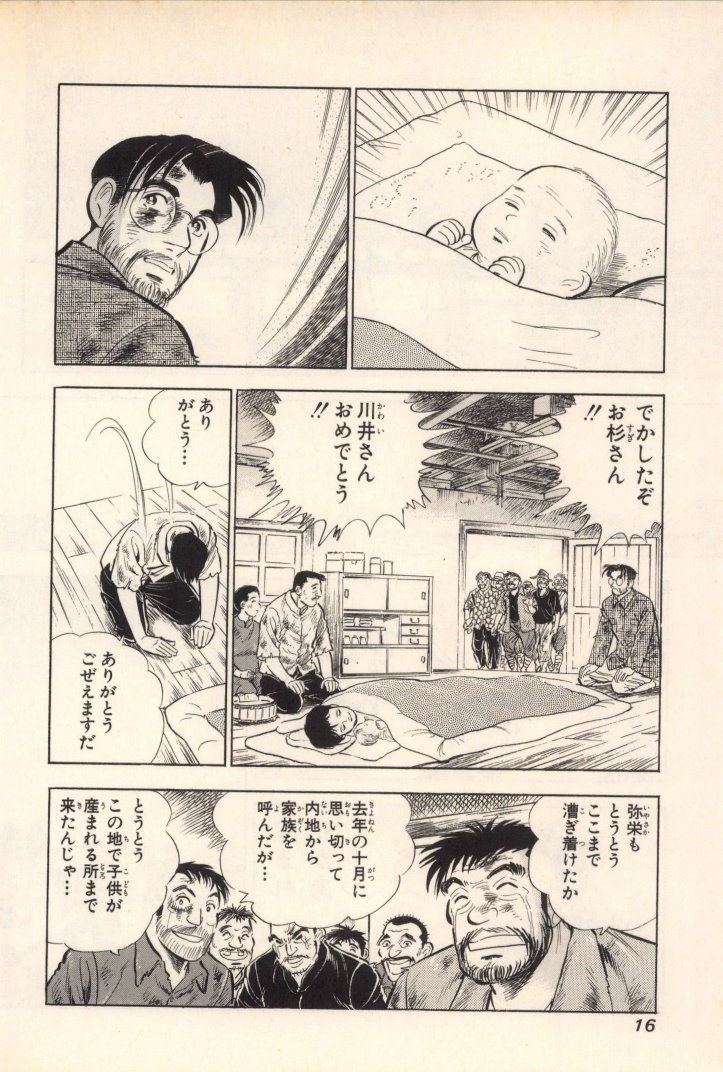 でかしたぞ
お杉さん
!!
川井さん
おめでとう
!!
あり
がとう…
ありがとう
ごぜえますだ
弥栄も
とうとう
ここまで
漕ぎ着けたか
去年の十月に
思い切って
内地から
家族を
呼んだが…
とうとう
この地で子供が
産まれる所まで
来たんじゃ…
16